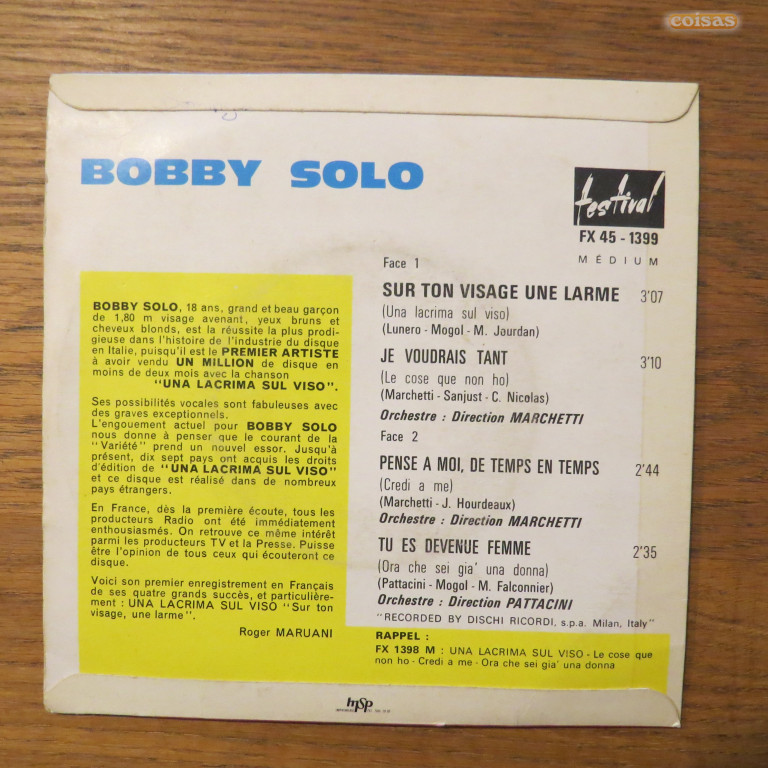 coisas
BOBBY SOLO
festival
FX 45 - 1399
MÉDIUM
BOBBY SOLO, 18 ans, grand et beau garçon
de 1,80 m visage avenant, yeux bruns et
cheveux blonds, est la réussite la plus prodi-
gieuse dans l'histoire de l'industrie du disque
en Italie, puisqu'il est le PREMIER ARTISTE
à avoir vendu UN MILLION de disque en
moins de deux mois avec la chanson
"UNA LACRIMA SUL VISO".
Ses possibilités vocales sont fabuleuses avec
des graves exceptionnels.
L'engouement actuel pour BOBBY SOLO
nous donne à penser que le courant de la
"Variété" prend un nouvel essor. Jusqu'à
présent, dix sept pays ont acquis les droits
d'édition de "UNA LACRIMA SUL VISO"
et ce disque est réalisé dans de nombreux
pays étrangers.
En France, dès la première écoute, tous les
producteurs Radio ont été immédiatement
enthousiasmés. On retrouve ce même intérêt
parmi les producteurs TV et la Presse. Puisse
être l'opinion de tous ceux qui écouteront ce
disque.
Voici son premier enregistrement en Français
de ses quatre grands succès, et particulière-
ment : UNA LACRIMA SUL VISO "Sur ton
visage, une larme".
Roger MARUANI
Face 1
SUR TON VISAGE UNE LARME 3'07
(Una lacrima sul viso)
(Lunero - Mogol - M. Jourdan)
JE VOUDRAIS TANT 3'10
(Le cose que non ho)
(Marchetti - Sanjust - C. Nicolas)
Orchestre : Direction MARCHETTI
Face 2
PENSE A MOI, DE TEMPS EN TEMPS 2'44
(Credi a me)
(Marchetti - J. Hourdeaux)
Orchestre : Direction MARCHETTI
TU ES DEVENUE FEMME 2'35
(Ora che sei gia' una donna)
(Pattacini - Mogol - M. Falconnier)
Orchestre : Direction PATTACINI
"RECORDED BY DISCHI RICORDI, s.p.a. Milan, Italy"
RAPPEL :
FX 1398 M : UNA LACRIMA SUL VISO - Le cose que
non ho - Credi a me - Ora che sei gia' una donna